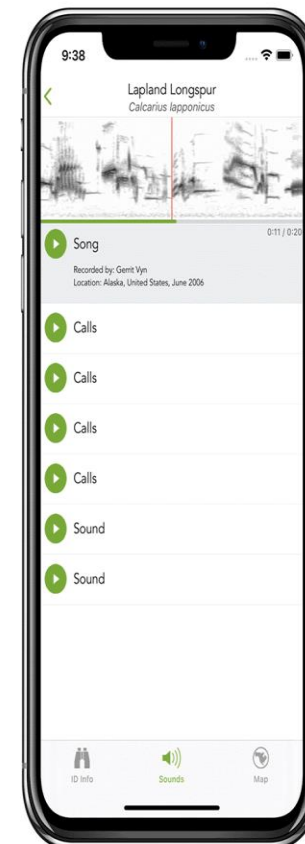 9:38
Lapland Longspur
Calcarius lapponicus
0:11 / 0:20
Song
Recorded by: Gerrit Vyn
Location: Alaska, United States, June 2006
Calls
Calls
Calls
Calls
Sound
Sound
ID Info
Sounds
Map